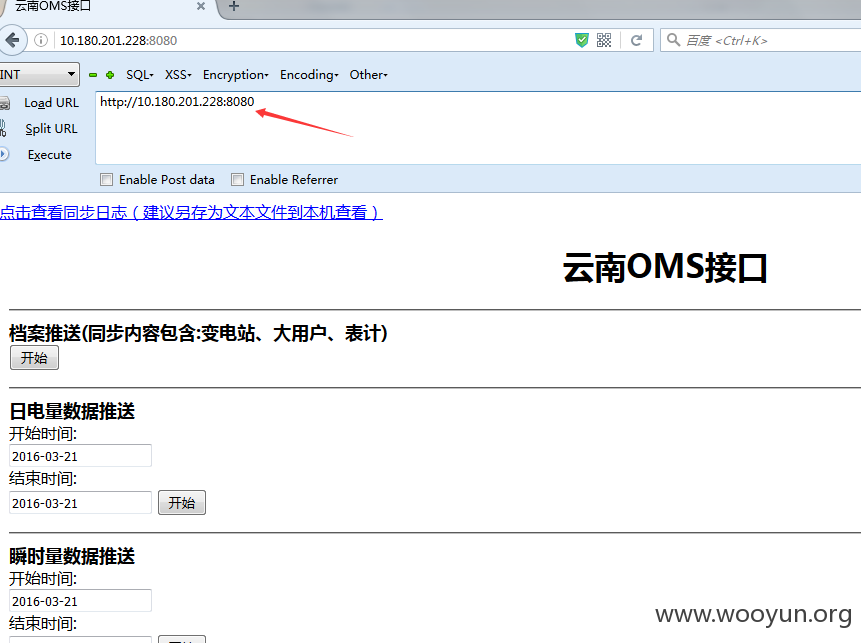 云南OMS接口
10.180.201.228:8080
百度 <Ctrl+K>
INT SQL XSS Encryption Encoding Other
Load URL
http://10.180.201.228:8080
Split URL
Execute
Enable Post data Enable Referrer
点击查看同步日志（建议另存为文本文件到本机查看）
云南OMS接口
档案推送(同步内容包含:变电站、大用户、表计)
开始
日电量数据推送
开始时间:
2016-03-21
结束时间:
2016-03-21 开始
瞬时量数据推送
开始时间:
2016-03-21
结束时间:
www.wooyun.org